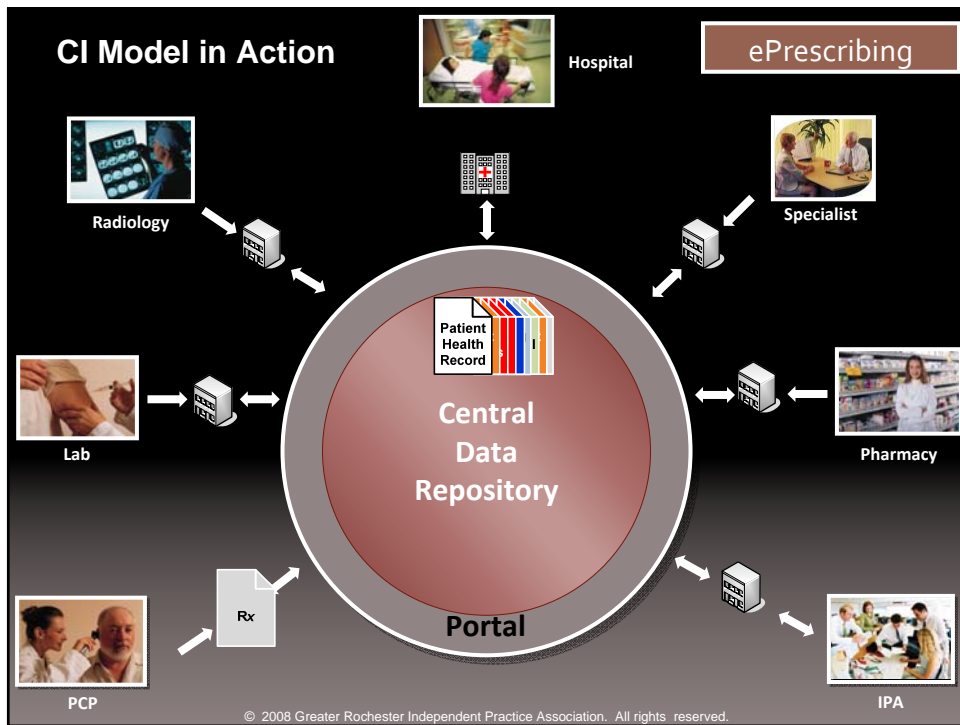 CI Model in Action
Hospital
ePrescribing
Radiology
Specialist
Patient
Health
Record
s
I
Central
Data
Repository
Lab
Pharmacy
Rx
Portal
PCP
IPA
© 2008 Greater Rochester Independent Practice Association. All rights reserved.